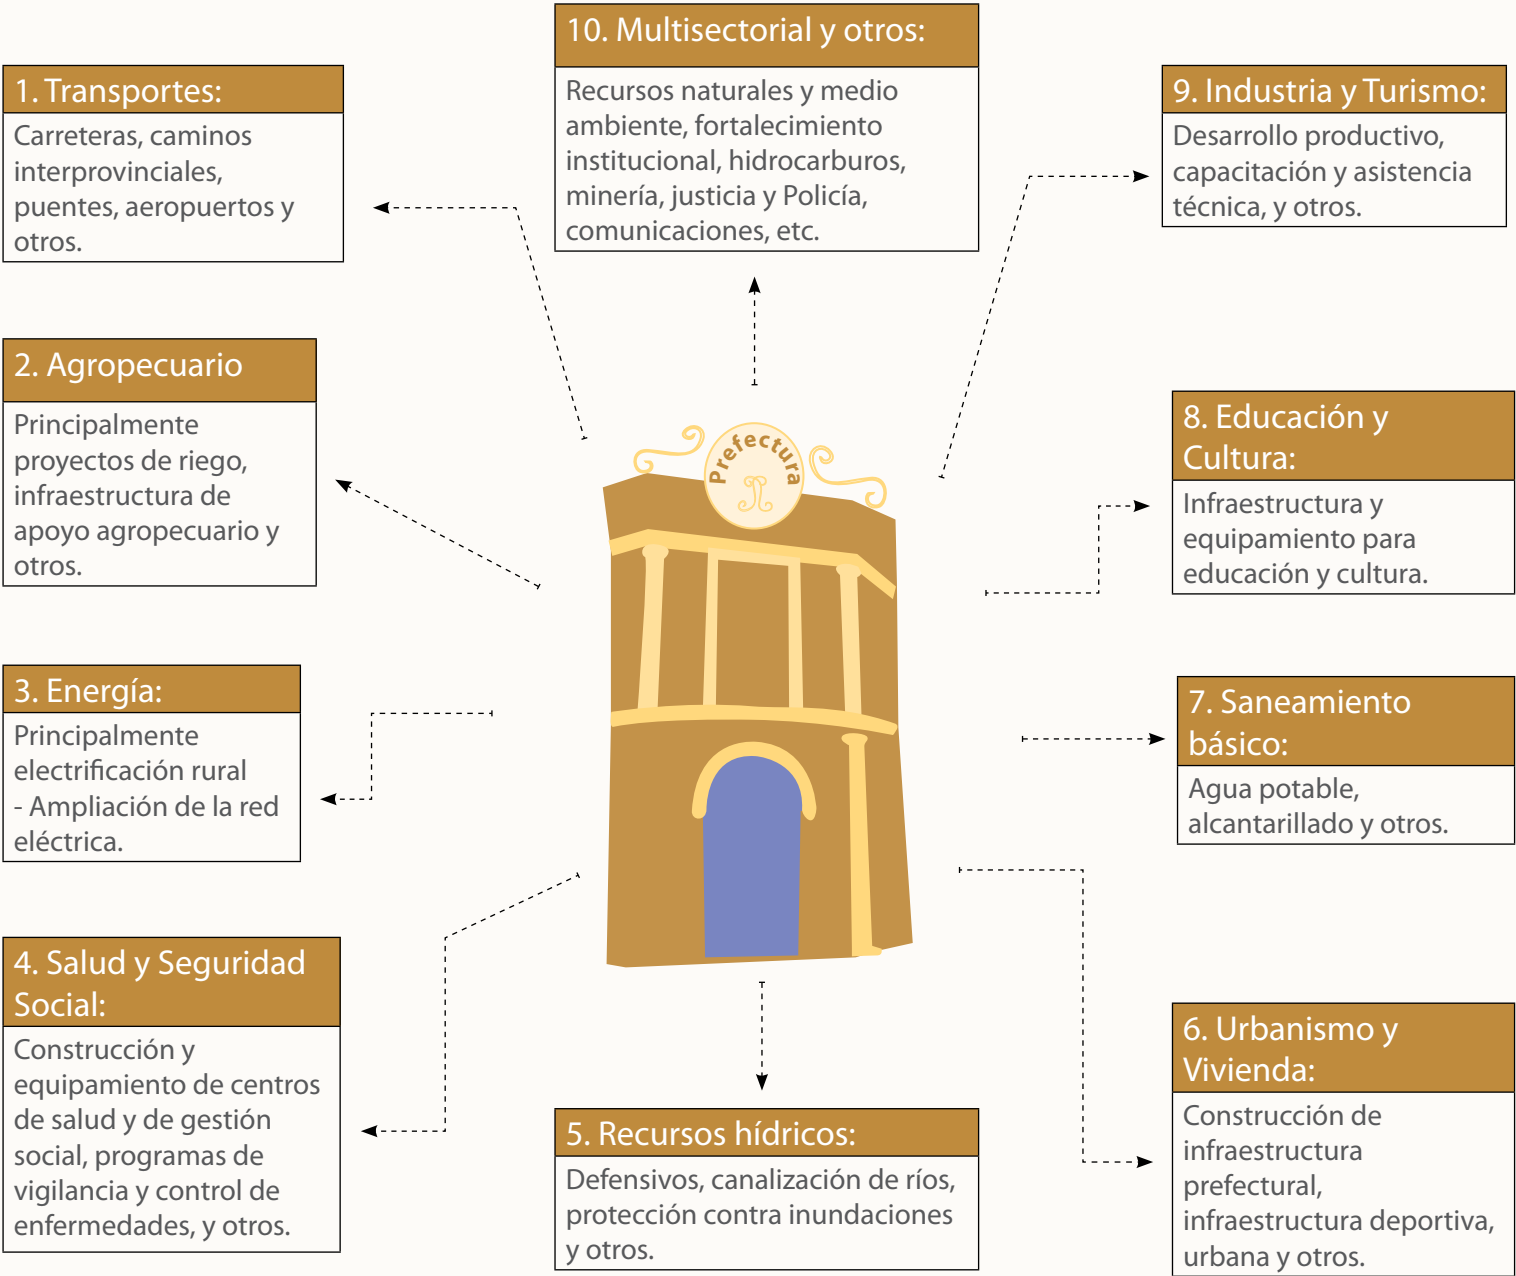 1. Transportes:
Carreteras, caminos
interprovinciales,
puentes, aeropuertos y
otros.
2. Agropecuario
Principalmente
proyectos de riego,
infraestructura de
apoyo agropecuario y
otros.
3. Energía:
Principalmente
electrificación rural
- Ampliación de la red
eléctrica.
4. Salud y Seguridad
Social:
Construcción y
equipamiento de centros
de salud y de gestión
social, programas de
vigilancia y control de
enfermedades, y otros.
5. Recursos hídricos:
Defensivos, canalización de ríos,
protección contra inundaciones
y otros.
6. Urbanismo y
Vivienda:
Construcción de
infraestructura
prefectural,
infraestructura deportiva,
urbana y otros.
7. Saneamiento
básico:
Agua potable,
alcantarillado y otros.
8. Educación y
Cultura:
Infraestructura y
equipamiento para
educación y cultura.
9. Industria y Turismo:
Desarrollo productivo,
capacitación y asistencia
técnica, y otros.
10. Multisectorial y otros:
Recursos naturales y medio
ambiente, fortalecimiento
institucional, hidrocarburos,
minería, justicia y Policía,
comunicaciones, etc.
Prefectura